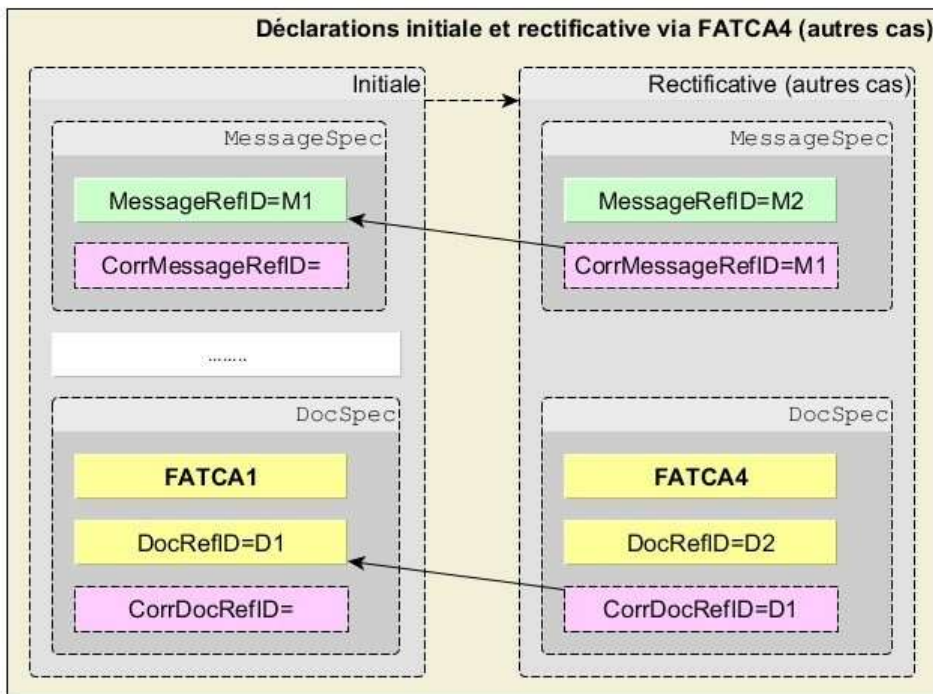 Déclarations initiale et rectificative via FATCA4 (autres cas)
Initiale
MessageSpec
MessageRefID=M1
CorrMessageRefID=
........
DocSpec
FATCA1
DocRefID=D1
CorrDocRefID=
Rectificative (autres cas)
MessageSpec
MessageRefID=M2
CorrMessageRefID=M1
DocSpec
FATCA4
DocRefID=D2
CorrDocRefID=D1